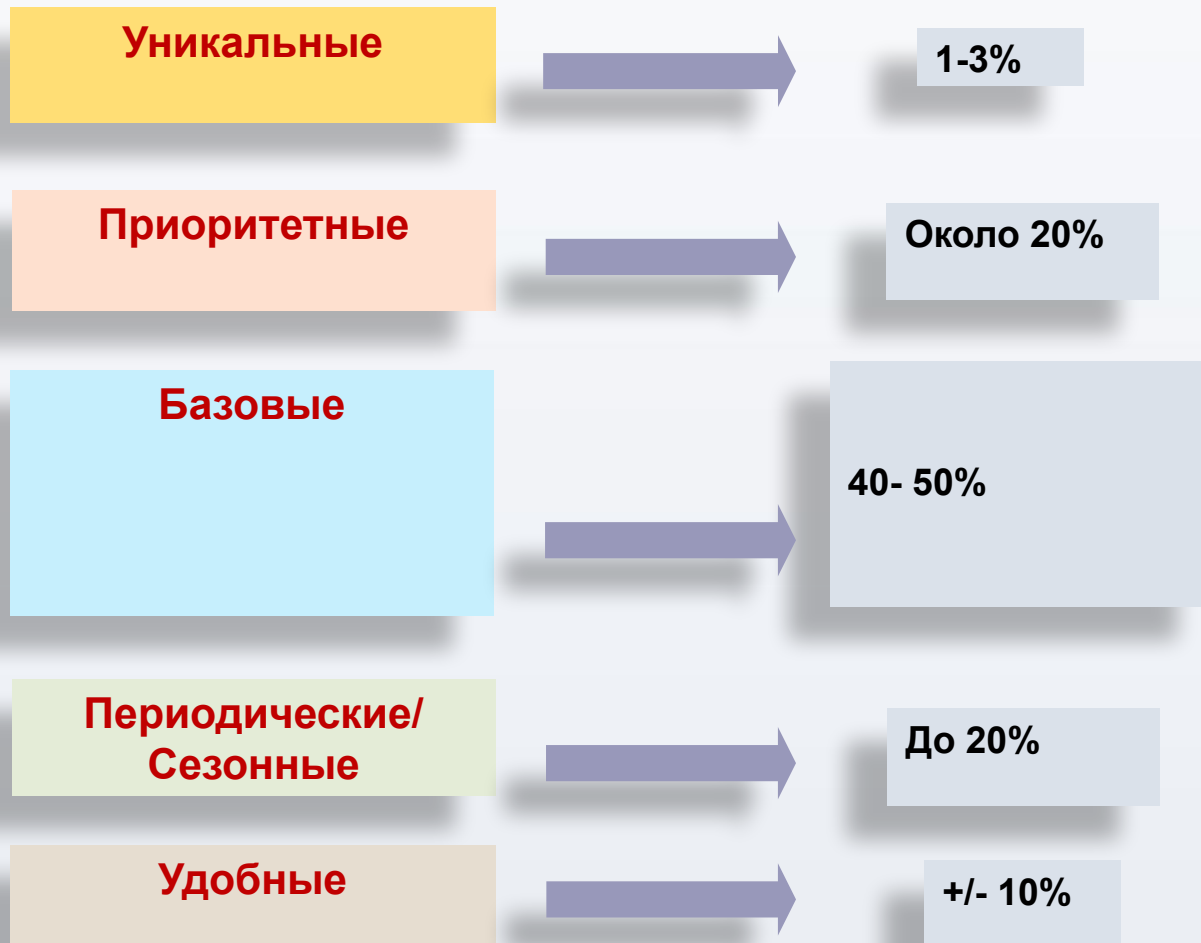 Уникальные
1-3%
Приоритетные
Около 20%
Базовые
40- 50%
Периодические/
Сезонные
До 20%
Удобные
+/- 10%